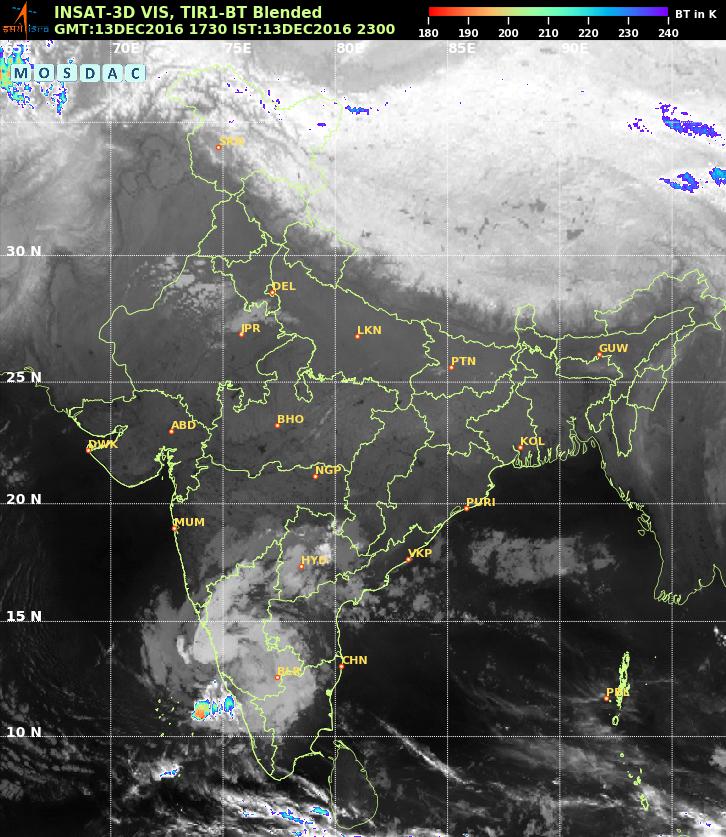 INSAT-3D VIS, TIR1-BT Blended
GMT:13DEC2016 1730 IST:13DEC2016 2300
BT in K
180 190 200 210 220 230 240
65E 70E 75E 80E 85E 90E
M O S D A C
SRN
30 N
DEL
JPR LKN
GUW
PTN
25 N
ABD BHO
DWK KOL
NGP
20 N PURI
MUM
VKP
HYD
15 N
CHN
BLR
PBL
10 N